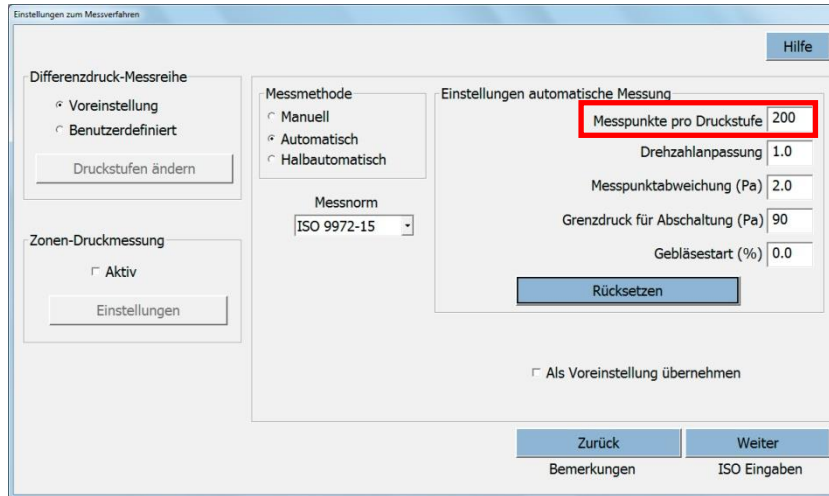 Einstellungen zum Messverfahren
Hilfe
Differenzdruck-Messreihe
Voreinstellung
Benutzerdefiniert
Druckstufen ändern
Zonen-Druckmessung
Aktiv
Einstellungen
Messmethode
Manuell
Automatisch
Halbautomatisch
Messnorm
ISO 9972-15
Einstellungen automatische Messung
Messpunkte pro Druckstufe 200
Drehzahlanpassung 1.0
Messpunktabweichung (Pa) 2.0
Grenzdruck für Abschaltung (Pa) 90
Gebläsestart (%) 0.0
Rücksetzen
Als Voreinstellung übernehmen
Zurück
Weiter
Bemerkungen
ISO Eingaben